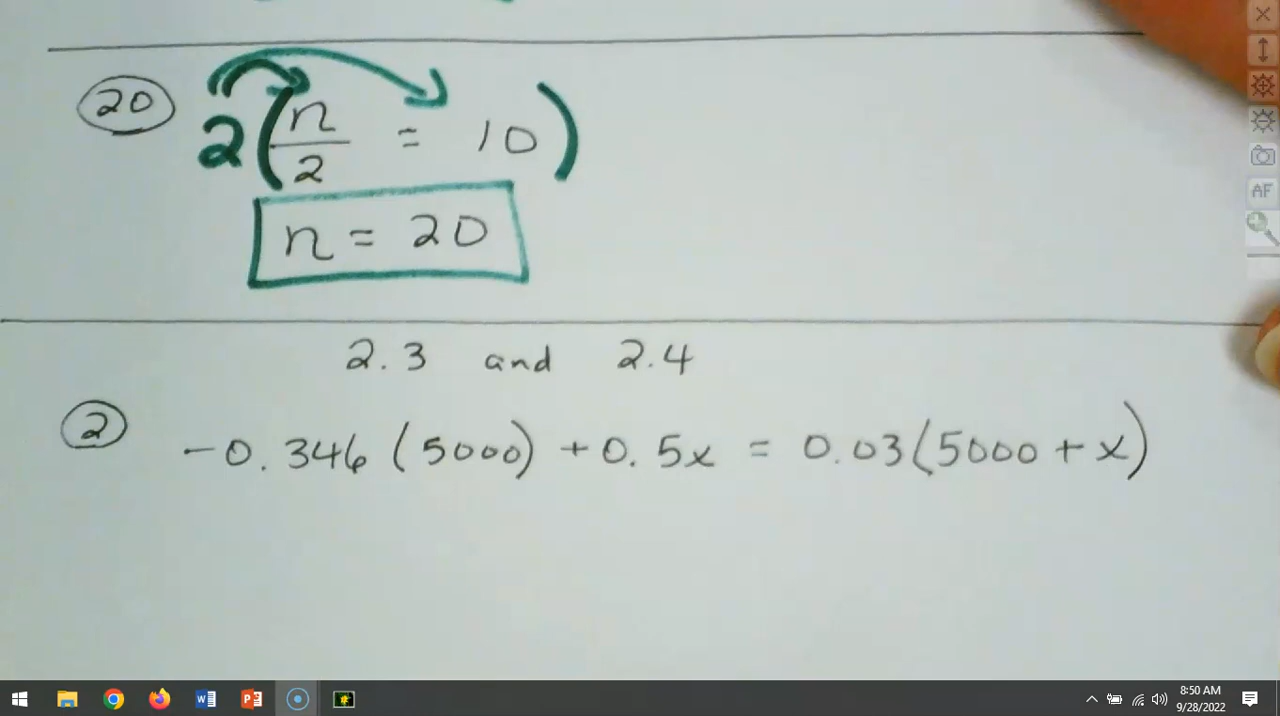 20 2(n/2 = 10)
n = 20
2.3 and 2.4
2 -0.346(5000) + 0.5x = 0.03(5000 + x)
AF
8:50 AM
9/28/2022